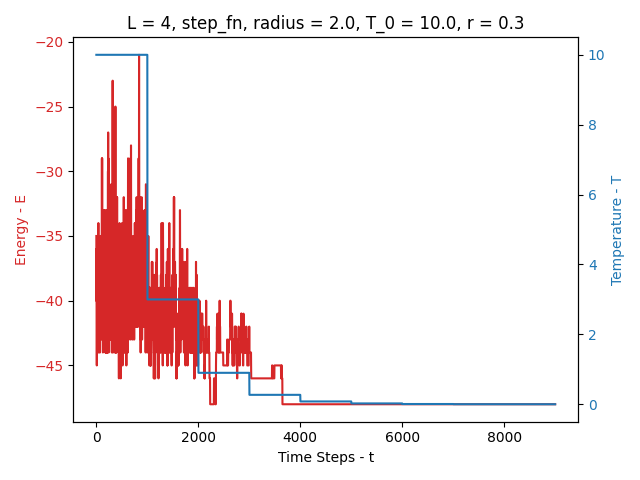 L = 4, step_fn, radius = 2.0, T_0 = 10.0, r = 0.3
−20
−25
−30
−35
−40
−45
Energy - E
10
8
6
4
2
0
Temperature - T
0 2000 4000 6000 8000
Time Steps - t